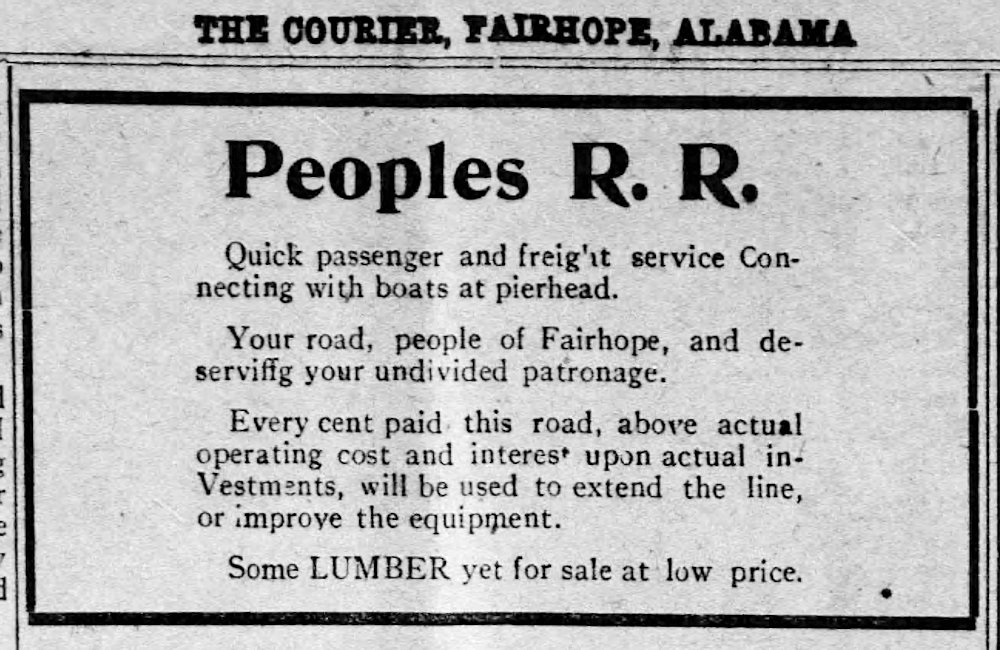 THE COURIER, FAIRHOPE, ALABAMA
Peoples R. R.
Quick passenger and freight service Con-
necting with boats at pierhead.
Your road, people of Fairhope, and de-
serviffg your undivided patronage.
Every cent paid this road, above actual
operating cost and interest upon actual in-
Vestments, will be used to extend the line,
or improve the equipment.
Some LUMBER yet for sale at low price.